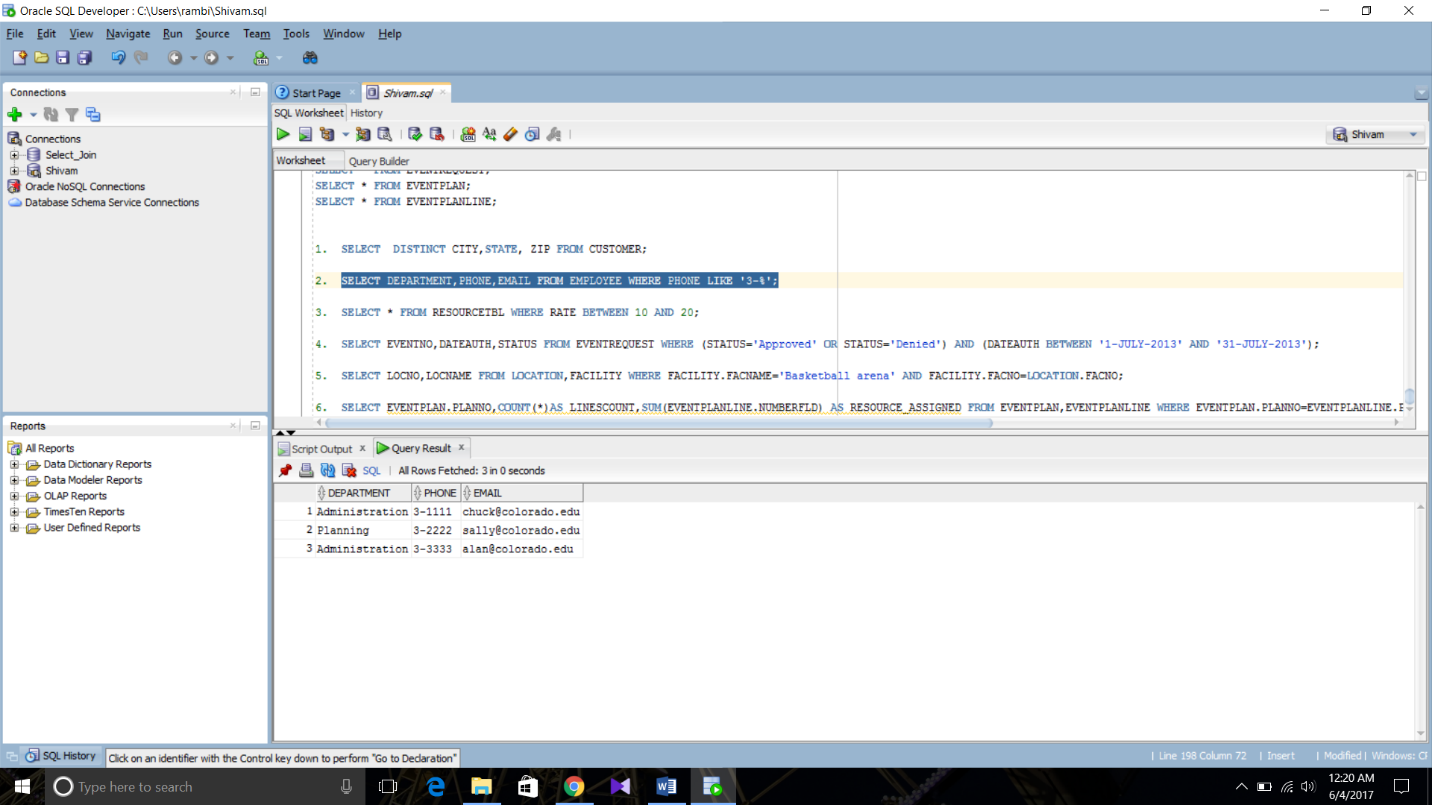 Oracle SQL Developer : C:\Users\rambi\Shivam.sql
File Edit View Navigate Run Source Team Tools Window Help
Connections
Connections
Select_Join
Shivam
Oracle NoSQL Connections
Database Schema Service Connections
Reports
All Reports
Data Dictionary Reports
Data Modeler Reports
OLAP Reports
TimesTen Reports
User Defined Reports
Start Page Shivam.sql
SQL Worksheet History
Shivam
Worksheet Query Builder
SELECT * FROM EVENTREQUEST;
SELECT * FROM EVENTPLAN;
SELECT * FROM EVENTPLANLINE;
1. SELECT DISTINCT CITY,STATE, ZIP FROM CUSTOMER;
2. SELECT DEPARTMENT,PHONE,EMAIL FROM EMPLOYEE WHERE PHONE LIKE '3-%';
3. SELECT * FROM RESOURCETBL WHERE RATE BETWEEN 10 AND 20;
4. SELECT EVENTNO,DATEAUTH,STATUS FROM EVENTREQUEST WHERE (STATUS='Approved' OR STATUS='Denied') AND (DATEAUTH BETWEEN '1-JULY-2013' AND '31-JULY-2013');
5. SELECT LOCNO,LOCNAME FROM LOCATION,FACILITY WHERE FACILITY.FACNAME='Basketball arena' AND FACILITY.FACNO=LOCATION.FACNO;
6. SELECT EVENTPLAN.PLANNO,COUNT(*)AS LINESCOUNT,SUM(EVENTPLANLINE.NUMBERFLD) AS RESOURCE_ASSIGNED FROM EVENTPLAN,EVENTPLANLINE WHERE EVENTPLAN.PLANNO=EVENTPLANLINE.
Script Output x Query Result x
SQL | All Rows Fetched: 3 in 0 seconds
DEPARTMENT PHONE EMAIL
1 Administration 3-1111 chuck@colorado.edu
2 Planning 3-2222 sally@colorado.edu
3 Administration 3-3333 alan@colorado.edu
SQL History Click on an identifier with the Control key down to perform "Go to Declaration"
| Line 198 Column 72 | Insert | Modified | Windows:
Type here to search
12:20 AM
6/4/2017